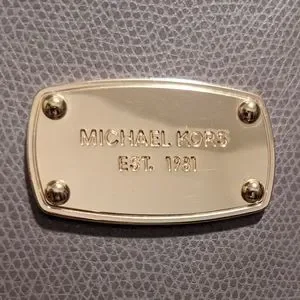 MICHAEL KORS
EST. 1981